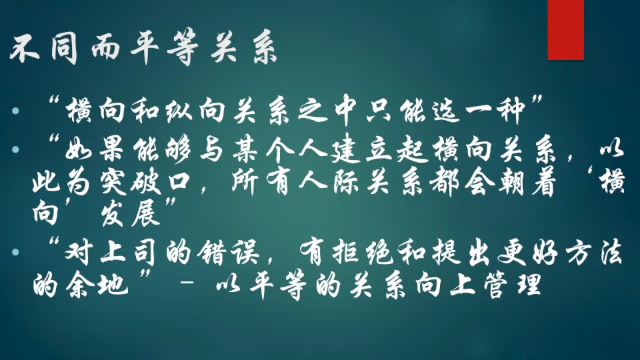 不同而平等关系
“横向和纵向关系之中只能选一种”
“如果能够与某个人建立起横向关系，以
此为突破口，所有人际关系都会朝着‘横
向’发展”
“对上司的错误，有拒绝和提出更好方法
的余地” - 以平等的关系向上管理